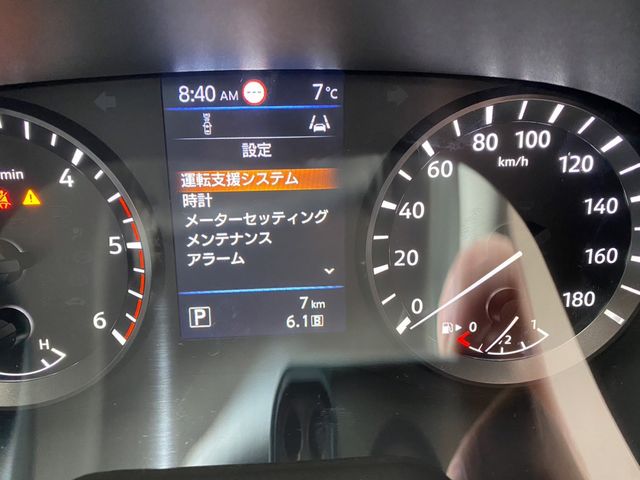 8:40 AM --- 7 ℃
設定
運転支援システム
時計
メーターセッティング
メンテナンス
アラーム
P 7 km
6.1 B
min
4
5
6
H
0
20
40
60
80
100
120
140
160
180
km/h
0 .2 1